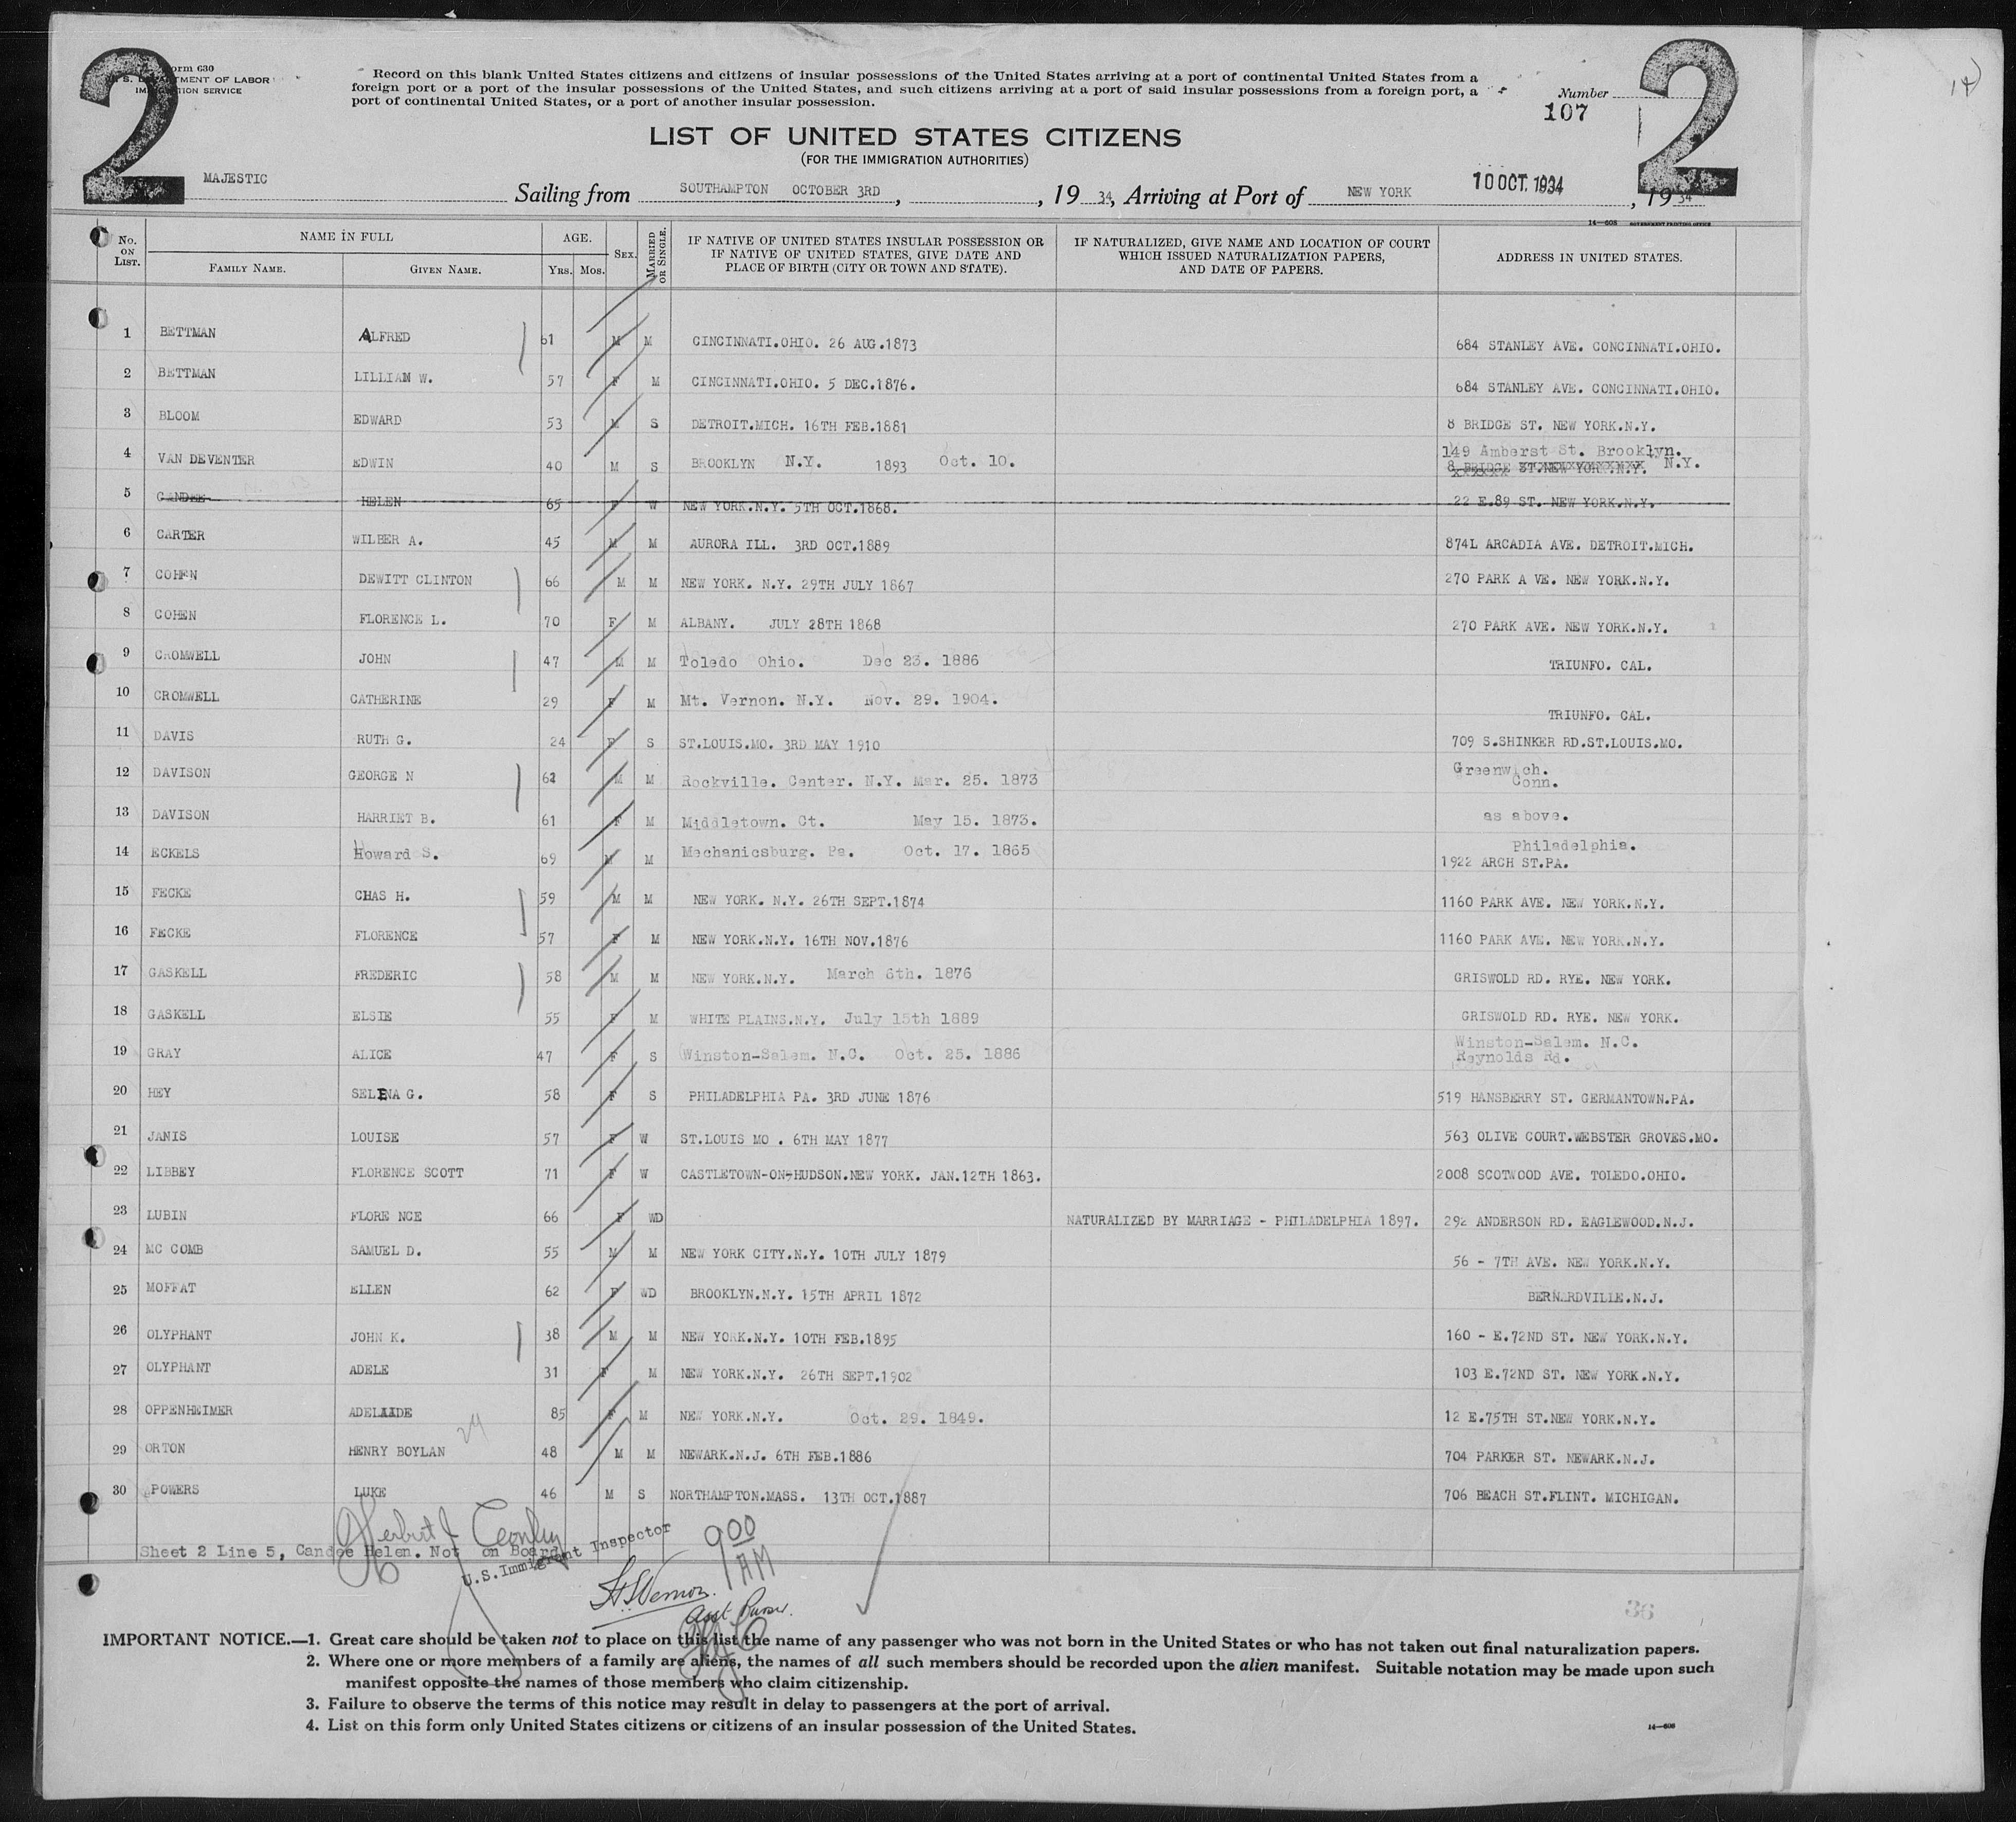 2
Form 630
U. S. DEPARTMENT OF LABOR
IMMIGRATION SERVICE
Record on this blank United States citizens and citizens of insular possessions of the United States arriving at a port of continental United States from a
foreign port or a port of the insular possessions of the United States, and such citizens arriving at a port of said insular possessions from a foreign port, a
port of continental United States, or a port of another insular possession.
Number
107
2
LIST OF UNITED STATES CITIZENS
(FOR THE IMMIGRATION AUTHORITIES)
MAJESTIC Sailing from SOUTHAMPTON OCTOBER 3RD, 1934, Arriving at Port of NEW YORK 10 OCT. 1934, 1934
14—608 GOVERNMENT PRINTING OFFICE
No. ON LIST. NAME IN FULL FAMILY NAME. GIVEN NAME. AGE. Yrs. Mos. SEX. MARRIED OR SINGLE. IF NATIVE OF UNITED STATES INSULAR POSSESSION OR IF NATIVE OF UNITED STATES, GIVE DATE AND PLACE OF BIRTH (CITY OR TOWN AND STATE). IF NATURALIZED, GIVE NAME AND LOCATION OF COURT WHICH ISSUED NATURALIZATION PAPERS, AND DATE OF PAPERS. ADDRESS IN UNITED STATES.
1 BETTMAN ALFRED 61 M M CINCINNATI.OHIO. 26 AUG.1873 684 STANLEY AVE. CONCINNATI.OHIO.
2 BETTMAN LILLIAN W. 57 F M CINCINNATI.OHIO. 5 DEC.1876. 684 STANLEY AVE. CONCINNATI.OHIO.
3 BLOOM EDWARD 53 M S DETROIT.MICH. 16TH FEB.1881 8 BRIDGE ST. NEW YORK.N.Y.
4 VAN DEVENTER EDWIN 40 M S BROOKLYN N.Y. 1893 Oct. 10. 149 Amberst St. Brooklyn. N.Y.
8 BRIDGE ST.NEW YORK.N.Y.
5 CANDEE HELEN 65 F W NEW YORK.N.Y. 5TH OCT.1868. 22 E.89 ST. NEW YORK.N.Y.
6 CARTER WILBER A. 45 M M AURORA ILL. 3RD OCT.1889 874L ARCADIA AVE. DETROIT.MICH.
7 COHEN DEWITT CLINTON 66 M M NEW YORK. N.Y. 29TH JULY 1867 270 PARK A VE. NEW YORK.N.Y.
8 COHEN FLORENCE L. 70 F M ALBANY. JULY 28TH 1868 270 PARK AVE. NEW YORK.N.Y.
9 CROMWELL JOHN 47 M M Toledo Ohio. Dec 23. 1886 TRIUNFO. CAL.
10 CROMWELL CATHERINE 29 F M Mt. Vernon. N.Y. Nov. 29. 1904. TRIUNFO. CAL.
11 DAVIS RUTH G. 24 F S ST.LOUIS.MO. 3RD MAY 1910 709 S.SHINKER RD.ST.LOUIS.MO.
12 DAVISON GEORGE N 62 M M Rockville. Center. N.Y. Mar. 25. 1873 Greenwich. Conn.
13 DAVISON HARRIET B. 61 F M Middletown. Ct. May 15. 1873. as above.
14 ECKELS Howard S. 69 M M Mechanicsburg. Pa. Oct. 17. 1865 Philadelphia.
1922 ARCH ST.PA.
15 FECKE CHAS H. 59 M M NEW YORK. N.Y. 26TH SEPT.1874 1160 PARK AVE. NEW YORK.N.Y.
16 FECKE FLORENCE 57 F M NEW YORK.N.Y. 16TH NOV.1876 1160 PARK AVE. NEW YORK.N.Y.
17 GASKELL FREDERIC 58 M M NEW YORK.N.Y. March 6th. 1876 GRISWOLD RD. RYE. NEW YORK.
18 GASKELL ELSIE 55 F M WHITE PLAINS.N.Y. July 15th 1889 GRISWOLD RD. RYE. NEW YORK.
19 GRAY ALICE 47 F S Winston-Salem. N.C. Oct. 25. 1886 Winston-Salem. N.C.
Reynolds Rd.
20 HEY SELENA G. 58 F S PHILADELPHIA PA. 3RD JUNE 1876 519 HANSBERRY ST. GERMANTOWN.PA.
21 JANIS LOUISE 57 F W ST.LOUIS MO . 6TH MAY 1877 563 OLIVE COURT.WEBSTER GROVES.MO.
22 LIBBEY FLORENCE SCOTT 71 F W CASTLETOWN-ON-HUDSON.NEW YORK. JAN.12TH 1863. 2008 SCOTWOOD AVE. TOLEDO.OHIO.
23 LUBIN FLORE NCE 66 F WD NATURALIZED BY MARRIAGE - PHILADELPHIA 1897. 292 ANDERSON RD. EAGLEWOOD.N.J.
24 MC COMB SAMUEL D. 55 M M NEW YORK CITY.N.Y. 10TH JULY 1879 56 - 7TH AVE. NEW YORK.N.Y.
25 MOFFAT ELLEN 62 F WD BROOKLYN.N.Y. 15TH APRIL 1872 BERNARDVILLE.N.J.
26 OLYPHANT JOHN K. 38 M M NEW YORK.N.Y. 10TH FEB.1895 160 - E.72ND ST. NEW YORK.N.Y.
27 OLYPHANT ADELE 31 F M NEW YORK.N.Y. 26TH SEPT.1902 103 E.72ND ST. NEW YORK.N.Y.
28 OPPENHEIMER ADELAIDE 85 F M NEW YORK.N.Y. Oct. 29. 1849. 12 E.75TH ST.NEW YORK.N.Y.
29 ORTON HENRY BOYLAN 48 M M NEWARK.N.J. 6TH FEB.1886 704 PARKER ST. NEWARK.N.J.
30 POWERS LUKE 46 M S NORTHAMPTON.MASS. 13TH OCT.1887 706 BEACH ST.FLINT. MICHIGAN.
Sheet 2 Line 5, Candee Helen. Not on Board
U.S. Immigrant Inspector
9 00 AM
Asst Purser.
36
IMPORTANT NOTICE.—1. Great care should be taken not to place on this list the name of any passenger who was not born in the United States or who has not taken out final naturalization papers.
2. Where one or more members of a family are aliens, the names of all such members should be recorded upon the alien manifest. Suitable notation may be made upon such
manifest opposite the names of those members who claim citizenship.
3. Failure to observe the terms of this notice may result in delay to passengers at the port of arrival.
4. List on this form only United States citizens or citizens of an insular possession of the United States.
14—608